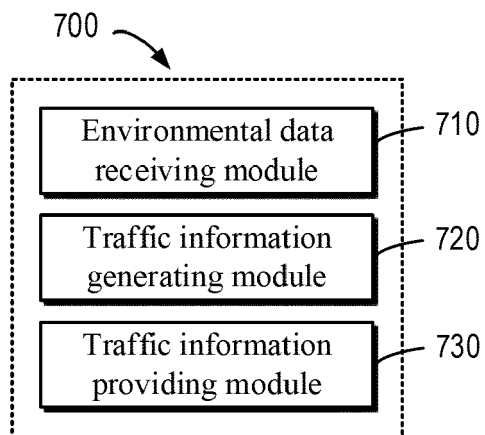 700
Environmental data
receiving module
710
Traffic information
generating module
720
Traffic information
providing module
730